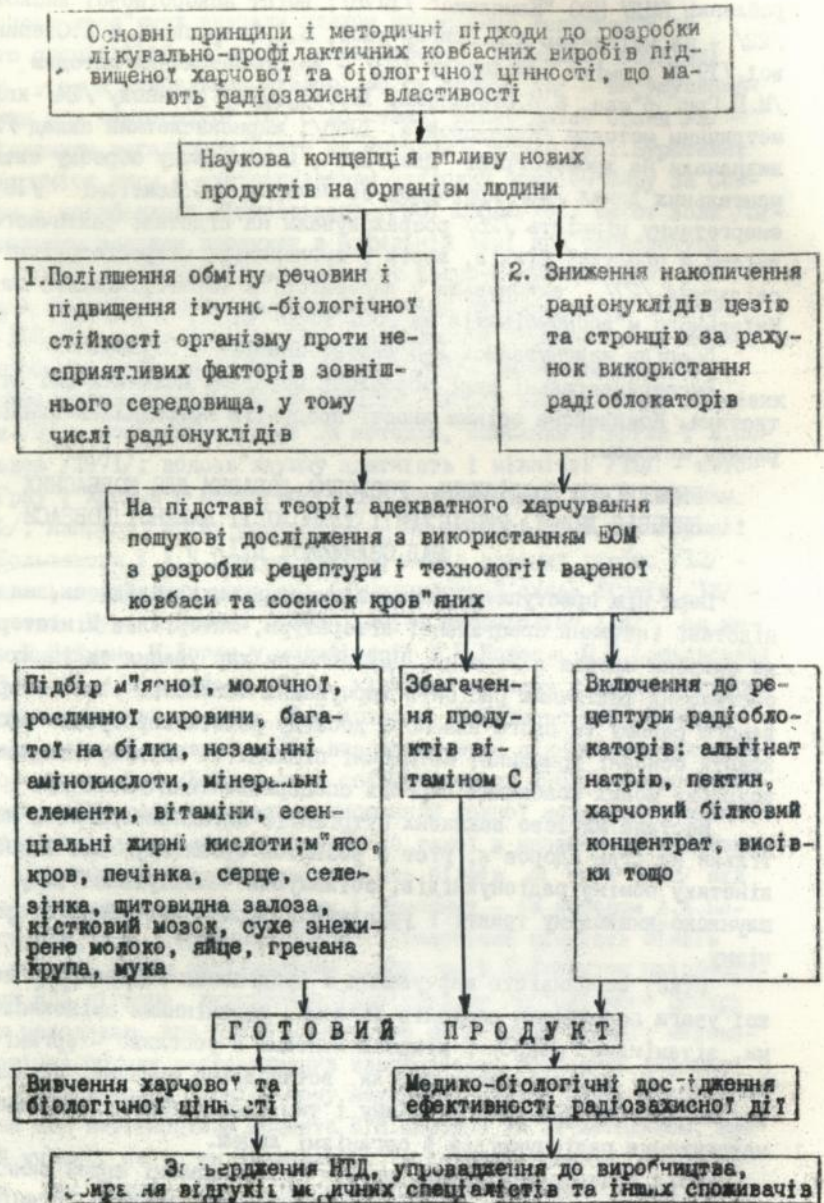 Основні принципи і методичні підходи до розробки
лікувально-профілактичних ковбасних виробів під-
вищеної харчової та біологічної цінності, що ма-
ють радіозахисні властивості
Наукова концепція впливу нових
продуктів на організм людини
1.Поліпшення обміну речовин і
підвищення імунно-біологічної
стійкості організму проти не-
сприятливих факторів зовніш-
нього середовища, у тому
числі радіонуклідів
2. Зниження накопичення
радіонуклідів цезію
та стронцію за раху-
нок використання
радіоблокаторів
На підставі теорії адекватного харчування
пошукові дослідження з використанням ЕОМ
з розробки рецептури і технології вареної
ковбаси та сосисок кров"яних
Підбір м"ясної, молочної,
рослинної сировини, бага-
тої на білки, незамінні
амінокислоти, мінеральні
елементи, вітаміни, есен-
ціальні жирні кислоти;м"ясо,
кров, печінка, серце, селе-
зінка, щитовидна залоза,
кістковий мозок, сухе знежи-
рене молоко, яйце, гречана
крупа, мука
Збагачен-
ня проду-
ктів ві-
таміном С
Включення до ре-
цептури радіобло-
каторів: альгінат
натрію, пектин,
харчовий білковий
концентрат, висів-
ки тощо
ГОТОВИЙ ПРОДУКТ
Вивчення харчової та
біологічної цінності
Медико-біологічні дослідження
ефективності радіозахисної дії
НТД, упровадження до виробництва,
відгуків медичних спеціалістів та інших споживачів